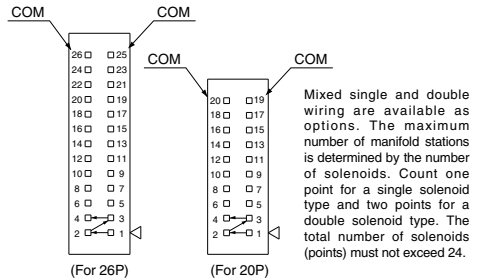 COM COM
26 25
24 23
22 21
20 19
18 17
16 15
14 13
12 11
10 9
8 7
6 5
4 3
2 1
(For 26P)
COM COM
20 19
18 17
16 15
14 13
12 11
10 9
8 7
6 5
4 3
2 1
(For 20P)
Mixed single and double
wiring are available as
options. The maximum
number of manifold stations
is determined by the number
of solenoids. Count one
point for a single solenoid
type and two points for a
double solenoid type. The
total number of solenoids
(points) must not exceed 24.